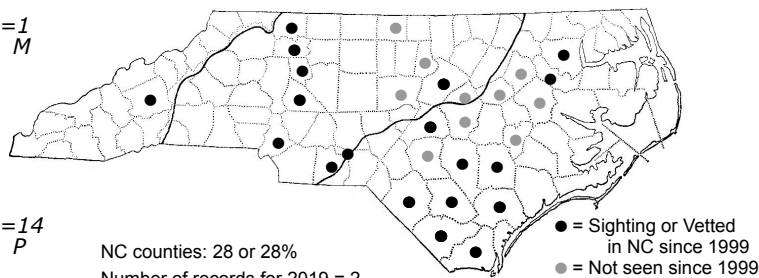 =1
M
=14
P
NC counties: 28 or 28%
● = Sighting or Vetted
in NC since 1999
● = Not seen since 1999
Number of records for 2019 = 2